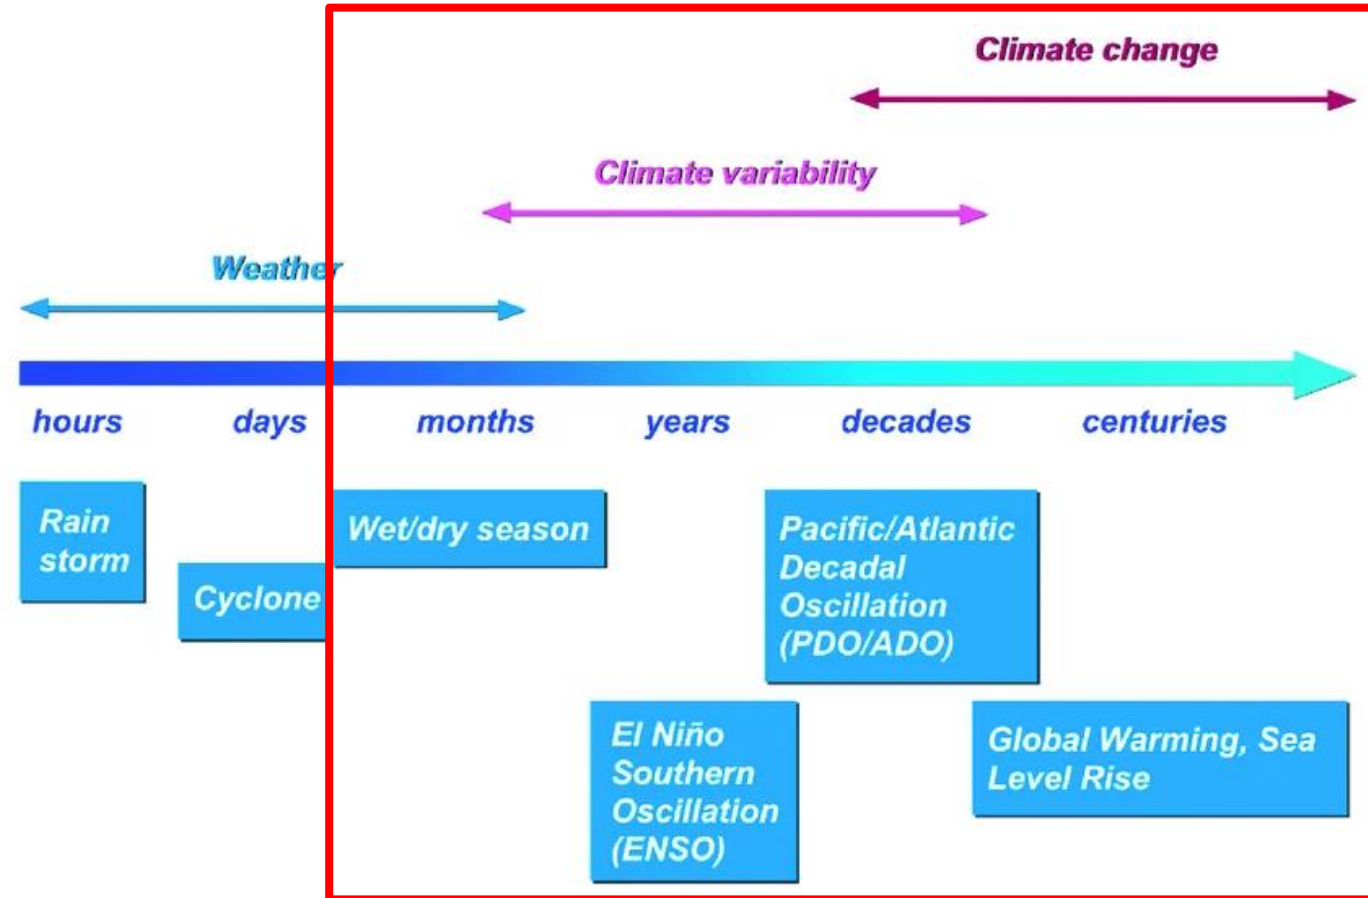 Climate change
Climate variability
Weather
hours days months years decades centuries
Rain
storm
Cyclone
Wet/dry season
El Niño
Southern
Oscillation
(ENSO)
Pacific/Atlantic
Decadal
Oscillation
(PDO/ADO)
Global Warming, Sea
Level Rise